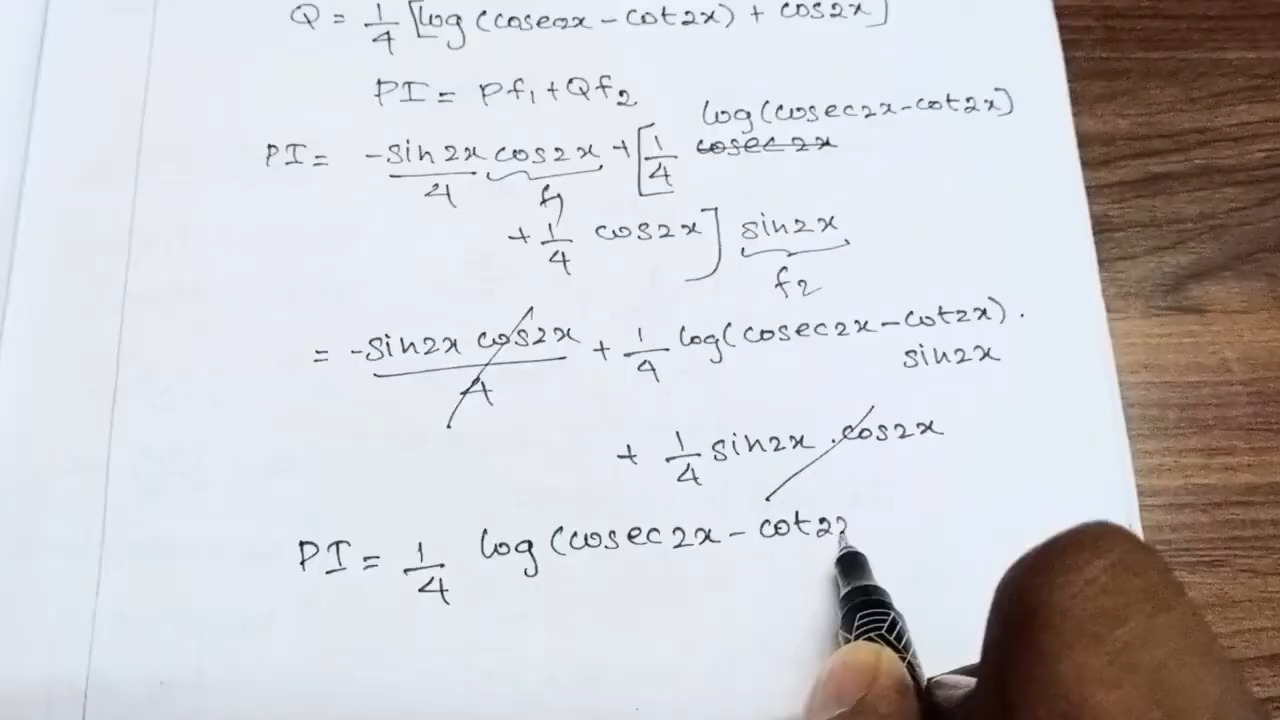 Q = 1/4 [log (cosec2x - cot2x) + cos2x]
PI = Pf₁ + Qf₂
log(cosec2x - cot2x)
PI = -sin2x/4 cos2x + [1/4 cosec2x
f₁
+ 1/4 cos2x] sin2x
f₂
= -sin2x cos2x/4 + 1/4 log(cosec2x - cot2x).
sin2x
+ 1/4 sin2x . cos2x
PI = 1/4 log (cosec2x - cot2